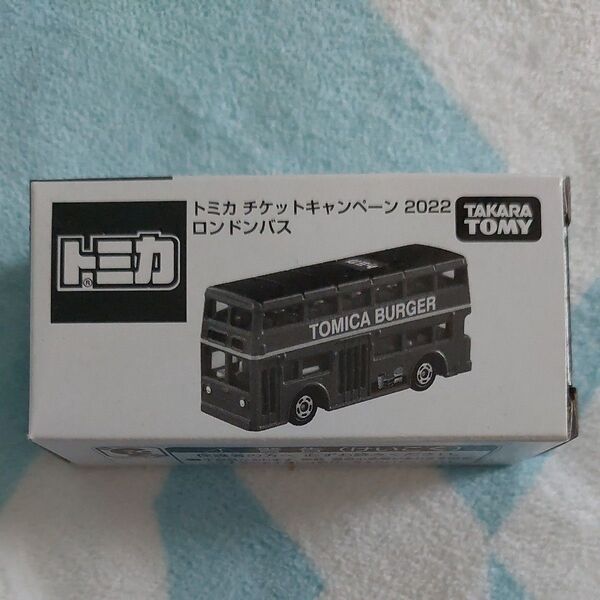 トミカ チケットキャンペーン 2022
ロンドンバス
TAKARA
TOMY
トミカ
®
TOMICA BURGER